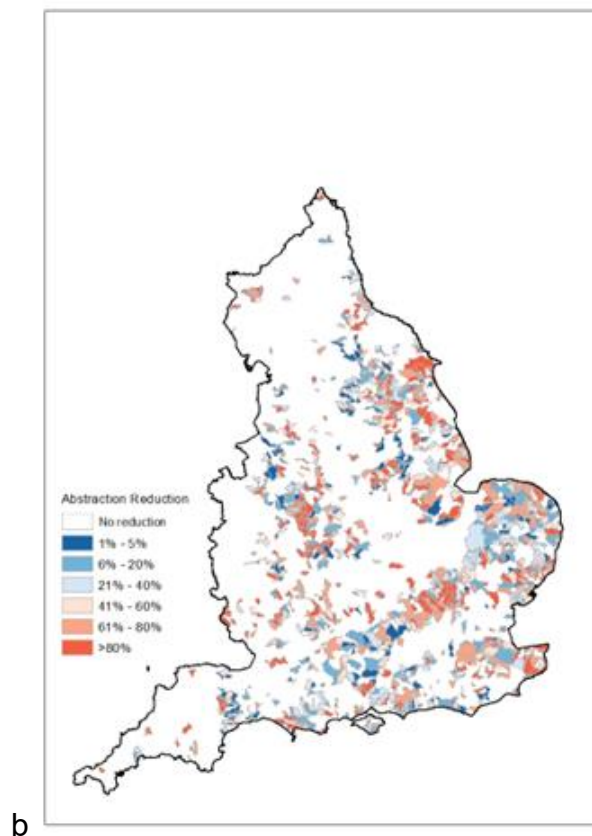 Abstraction Reduction
No reduction
1% - 5%
6% - 20%
21% - 40%
41% - 60%
61% - 80%
>80%
b